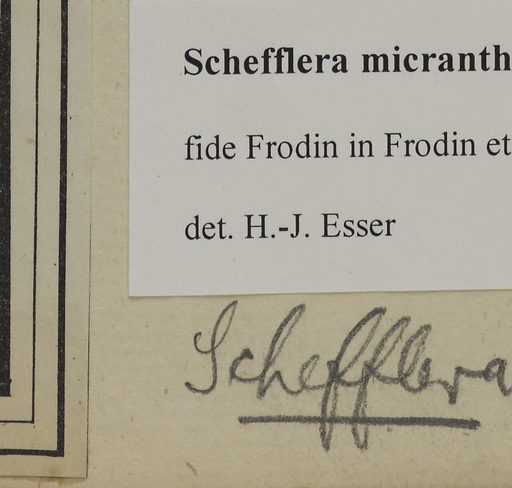 Schefflera micranth
fide Frodin in Frodin et
det. H.-J. Esser
Schefflera